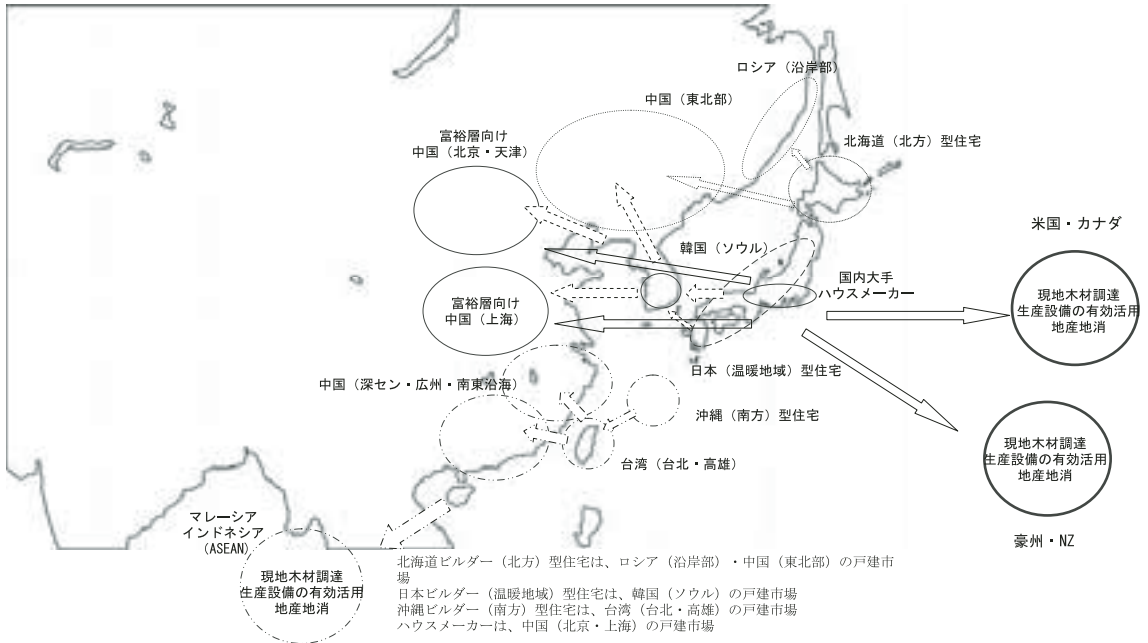 ロシア（沿岸部）
中国（東北部）
富裕層向け
中国（北京・天津）
北海道（北方）型住宅
米国・カナダ
韓国（ソウル）
国内大手
ハウスメーカー
現地木材調達
生産設備の有効活用
地産地消
富裕層向け
中国（上海）
日本（温暖地域）型住宅
中国（深セン・広州・南東沿海）
沖縄（南方）型住宅
台湾（台北・高雄）
現地木材調達
生産設備の有効活用
地産地消
豪州・NZ
マレーシア
インドネシア
(ASEAN)
現地木材調達
生産設備の有効活用
地産地消
北海道ビルダー（北方）型住宅は、ロシア（沿岸部）・中国（東北部）の戸建市
場
日本ビルダー（温暖地域）型住宅は、韓国（ソウル）の戸建市場
沖縄ビルダー（南方）型住宅は、台湾（台北・高雄）の戸建市場
ハウスメーカーは、中国（北京・上海）の戸建市場